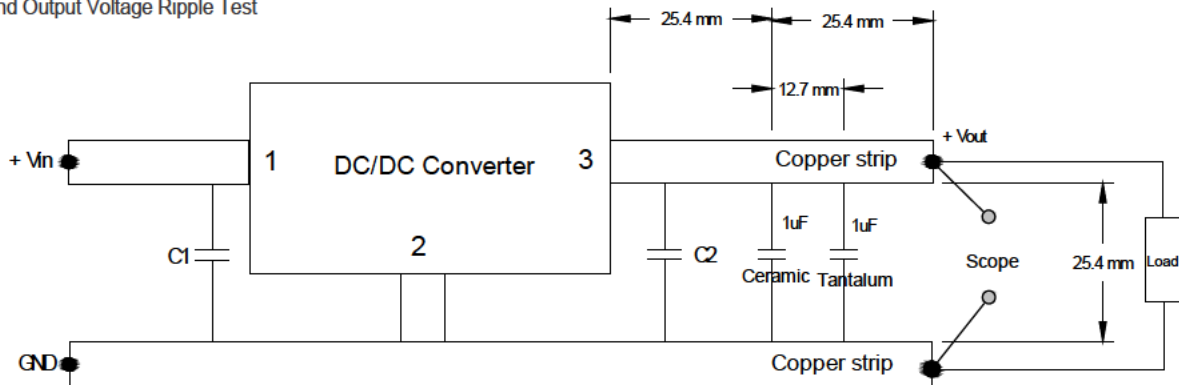 nd Output Voltage Ripple Test
25.4 mm
25.4 mm
12.7 mm
+ Vout
+ Vin
1
DC/DC Converter
3
Copper strip
2
C1
C2
1uF
1uF
Ceramic
Tantalum
Scope
25.4 mm
Load
GND
Copper strip